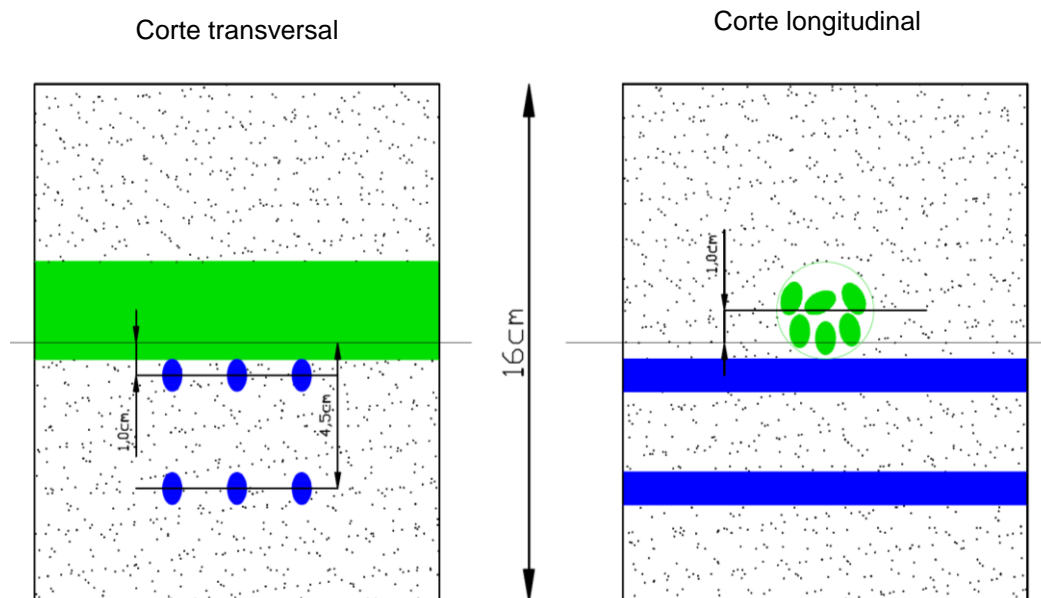 Corte transversal
Corte longitudinal
16cm
1,0cm
1,0cm
4,5cm